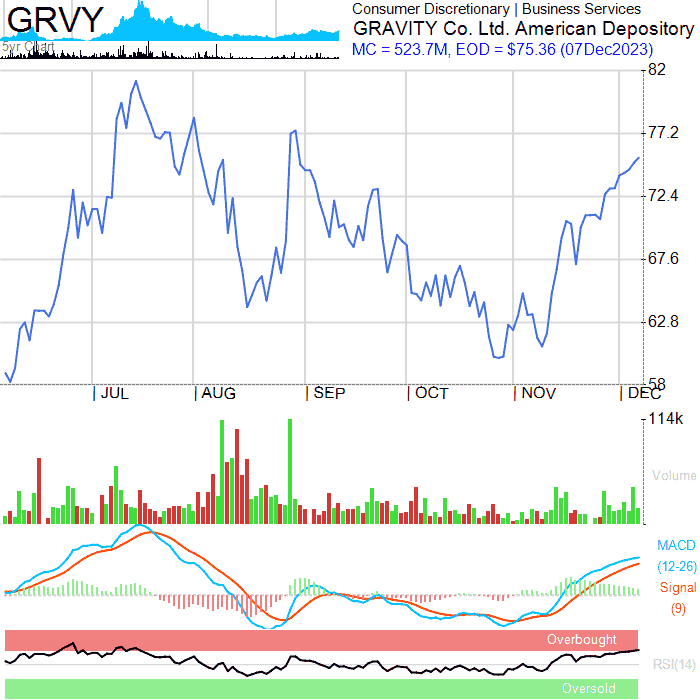 GRVY
Consumer Discretionary | Business Services
GRAVITY Co. Ltd. American Depository
MC = 523.7M, EOD = $75.36 (07Dec2023)
5yr Chart
82
77.2
72.4
67.6
62.8
58
JUL AUG SEP OCT NOV DEC
114k
Volume
MACD
(12-26)
Signal
(9)
Overbought
RSI(14)
Oversold